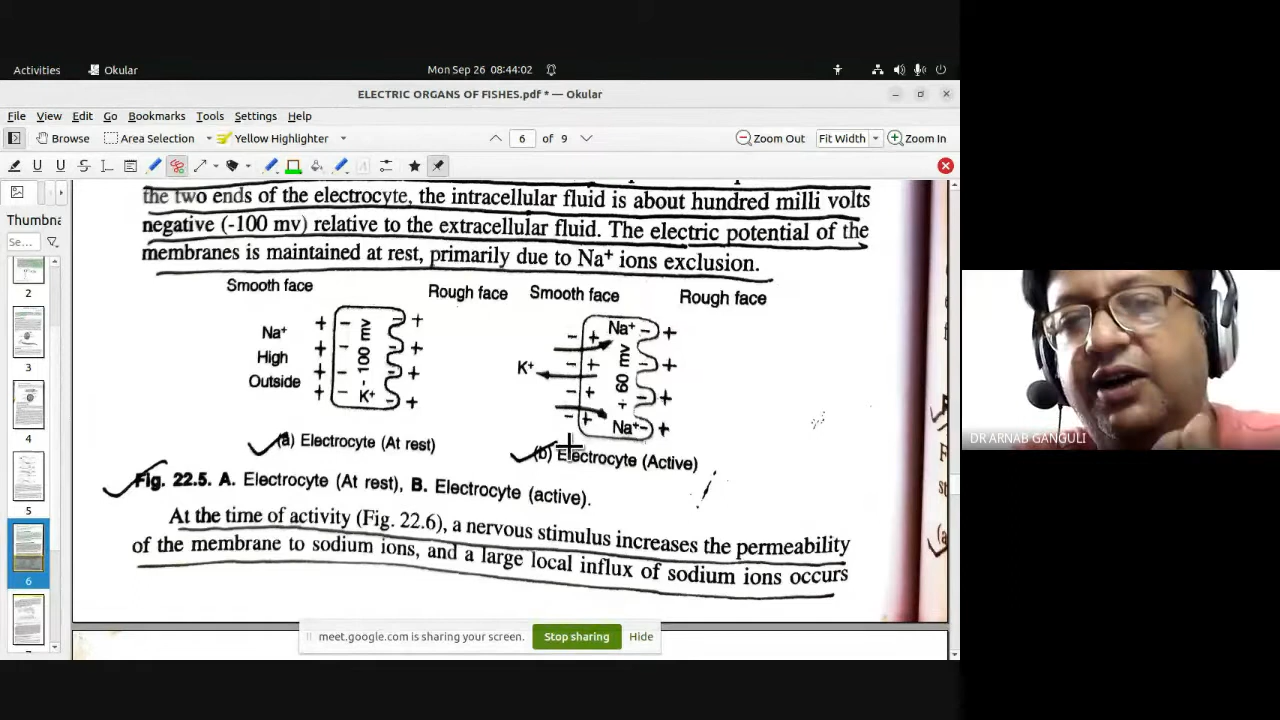 Activities
Okular
Mon Sep 26 08:44:02
ELECTRIC ORGANS OF FISHES.pdf * — Okular
File View Edit Go Bookmarks Tools Settings Help
Browse Area Selection Yellow Highlighter 6 of 9 Zoom Out Fit Width Zoom In
Thumbna
Se...
2
3
4
5
6
the two ends of the electrocyte, the intracellular fluid is about hundred milli volts
negative (-100 mv) relative to the extracellular fluid. The electric potential of the
membranes is maintained at rest, primarily due to Na+ ions exclusion.
Smooth face Rough face Smooth face Rough face
Na+
High
Outside
- 100 mv
K+
K+
Na+
+ 60 mv
Na+
(a) Electrocyte (At rest)
(b) Electrocyte (Active)
Fig. 22.5. A. Electrocyte (At rest), B. Electrocyte (active).
At the time of activity (Fig. 22.6), a nervous stimulus increases the permeability
of the membrane to sodium ions, and a large local influx of sodium ions occurs
meet.google.com is sharing your screen. Stop sharing Hide
DR ARNAB GANGULI